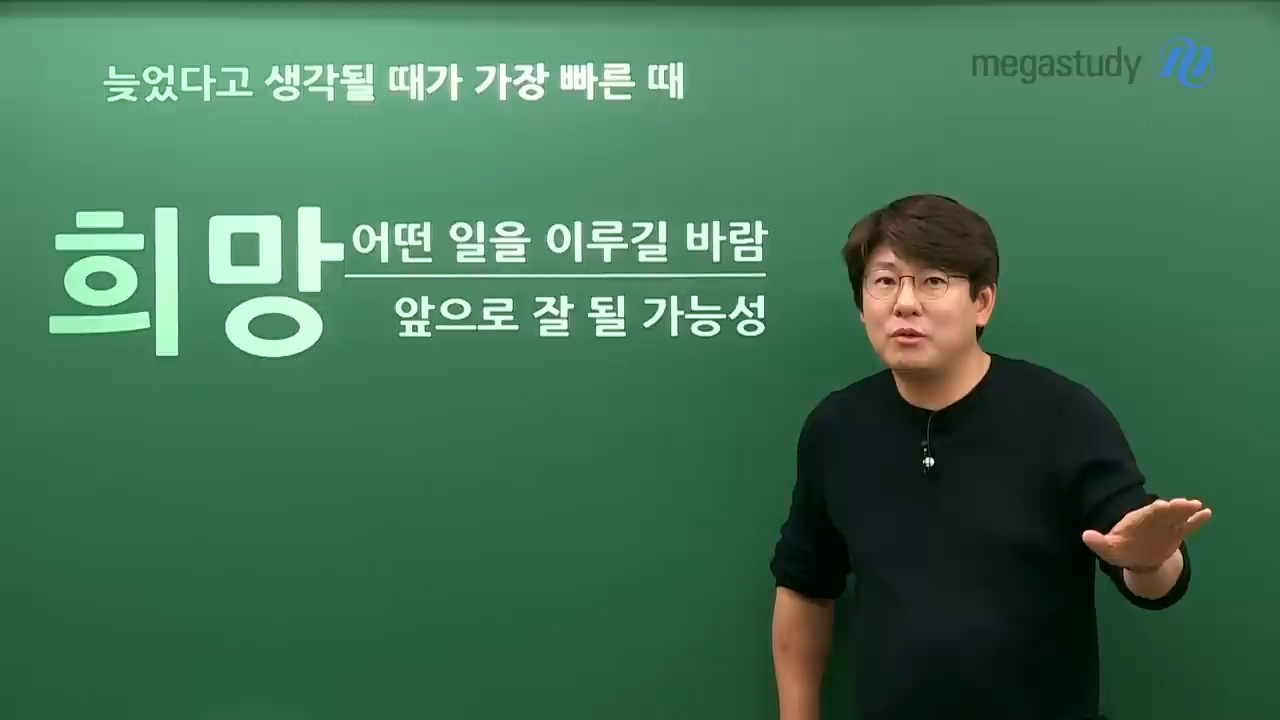 늦었다고 생각될 때가 가장 빠른 때
megastudy
희망
어떤 일을 이루길 바람
앞으로 잘 될 가능성